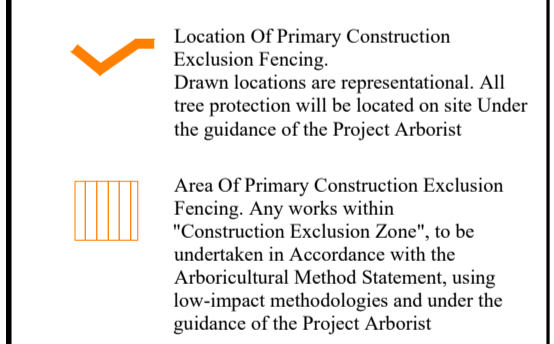 Location Of Primary Construction
Exclusion Fencing.
Drawn locations are representational. All
tree protection will be located on site Under
the guidance of the Project Arborist
Area Of Primary Construction Exclusion
Fencing. Any works within
"Construction Exclusion Zone", to be
undertaken in Accordance with the
Arboricultural Method Statement, using
low-impact methodologies and under the
guidance of the Project Arborist